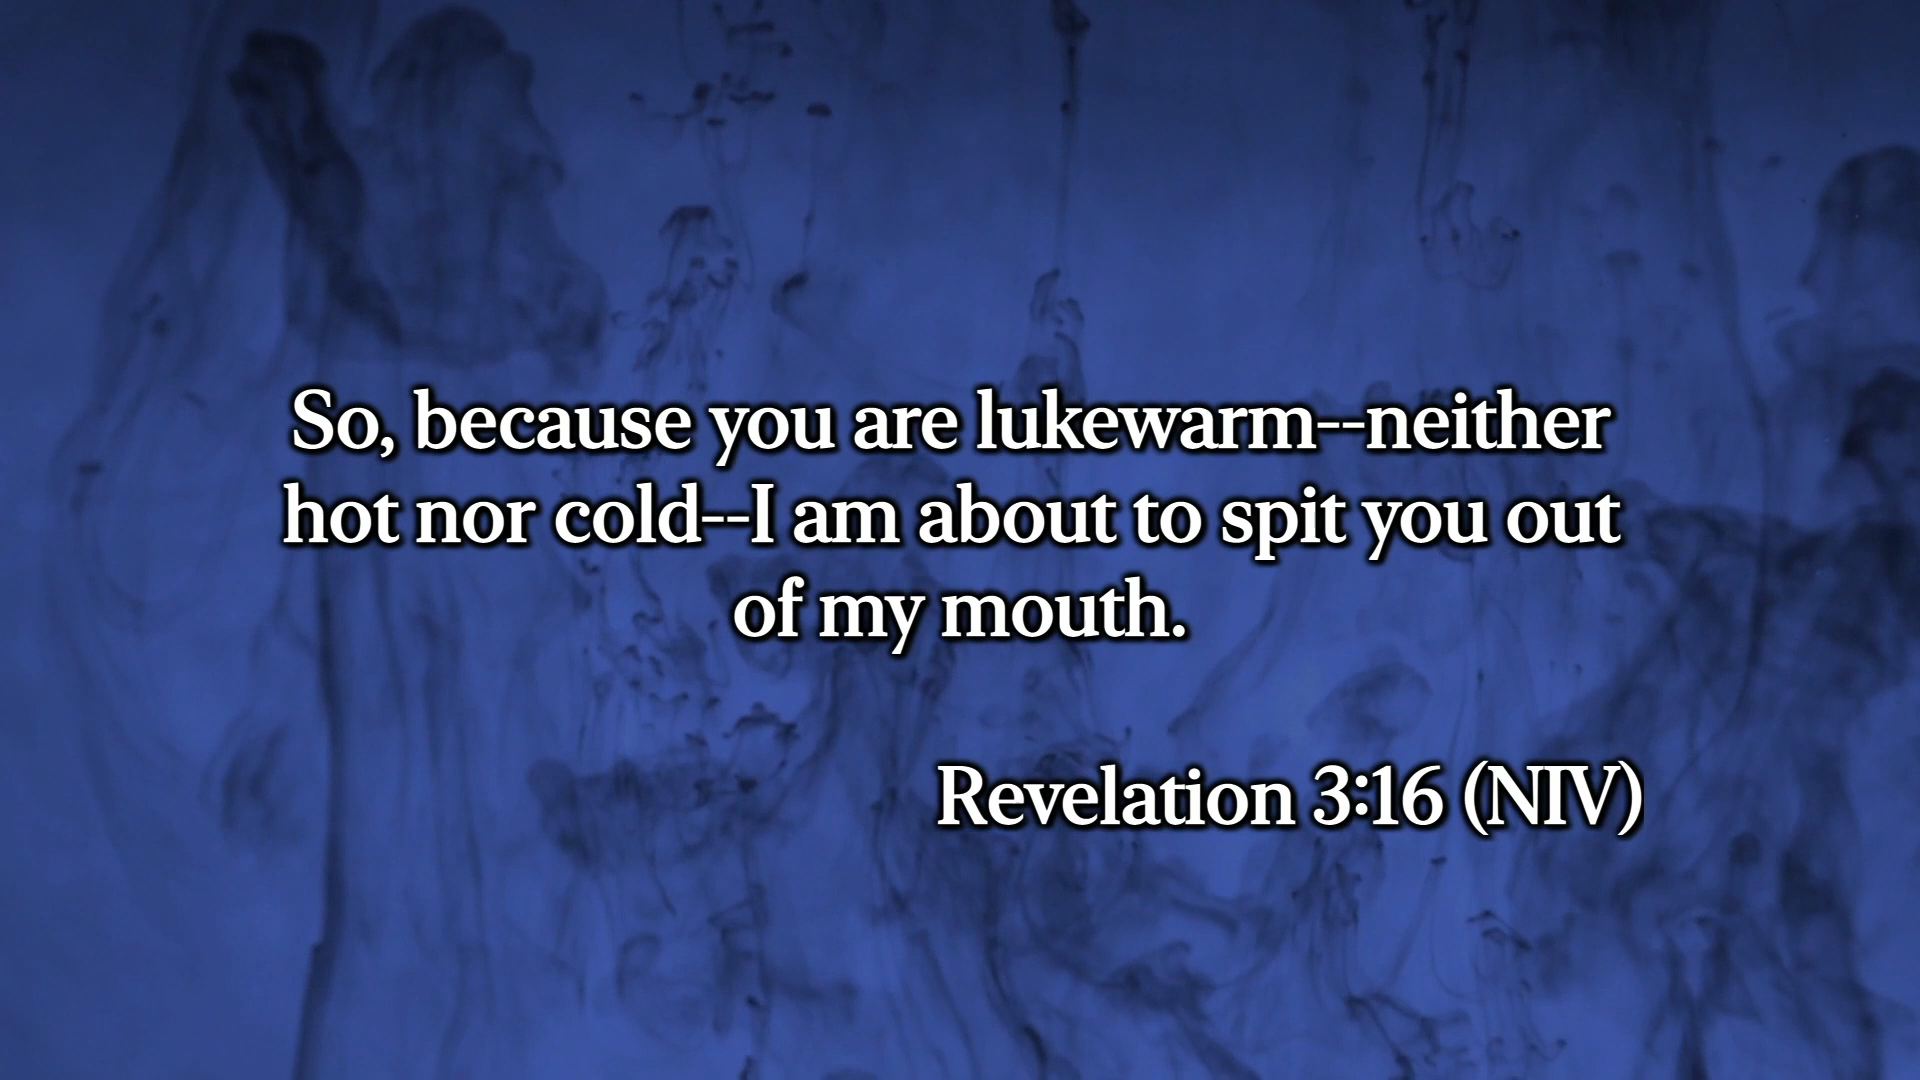 So, because you are lukewarm--neither
hot nor cold--I am about to spit you out
of my mouth.
Revelation 3:16 (NIV)